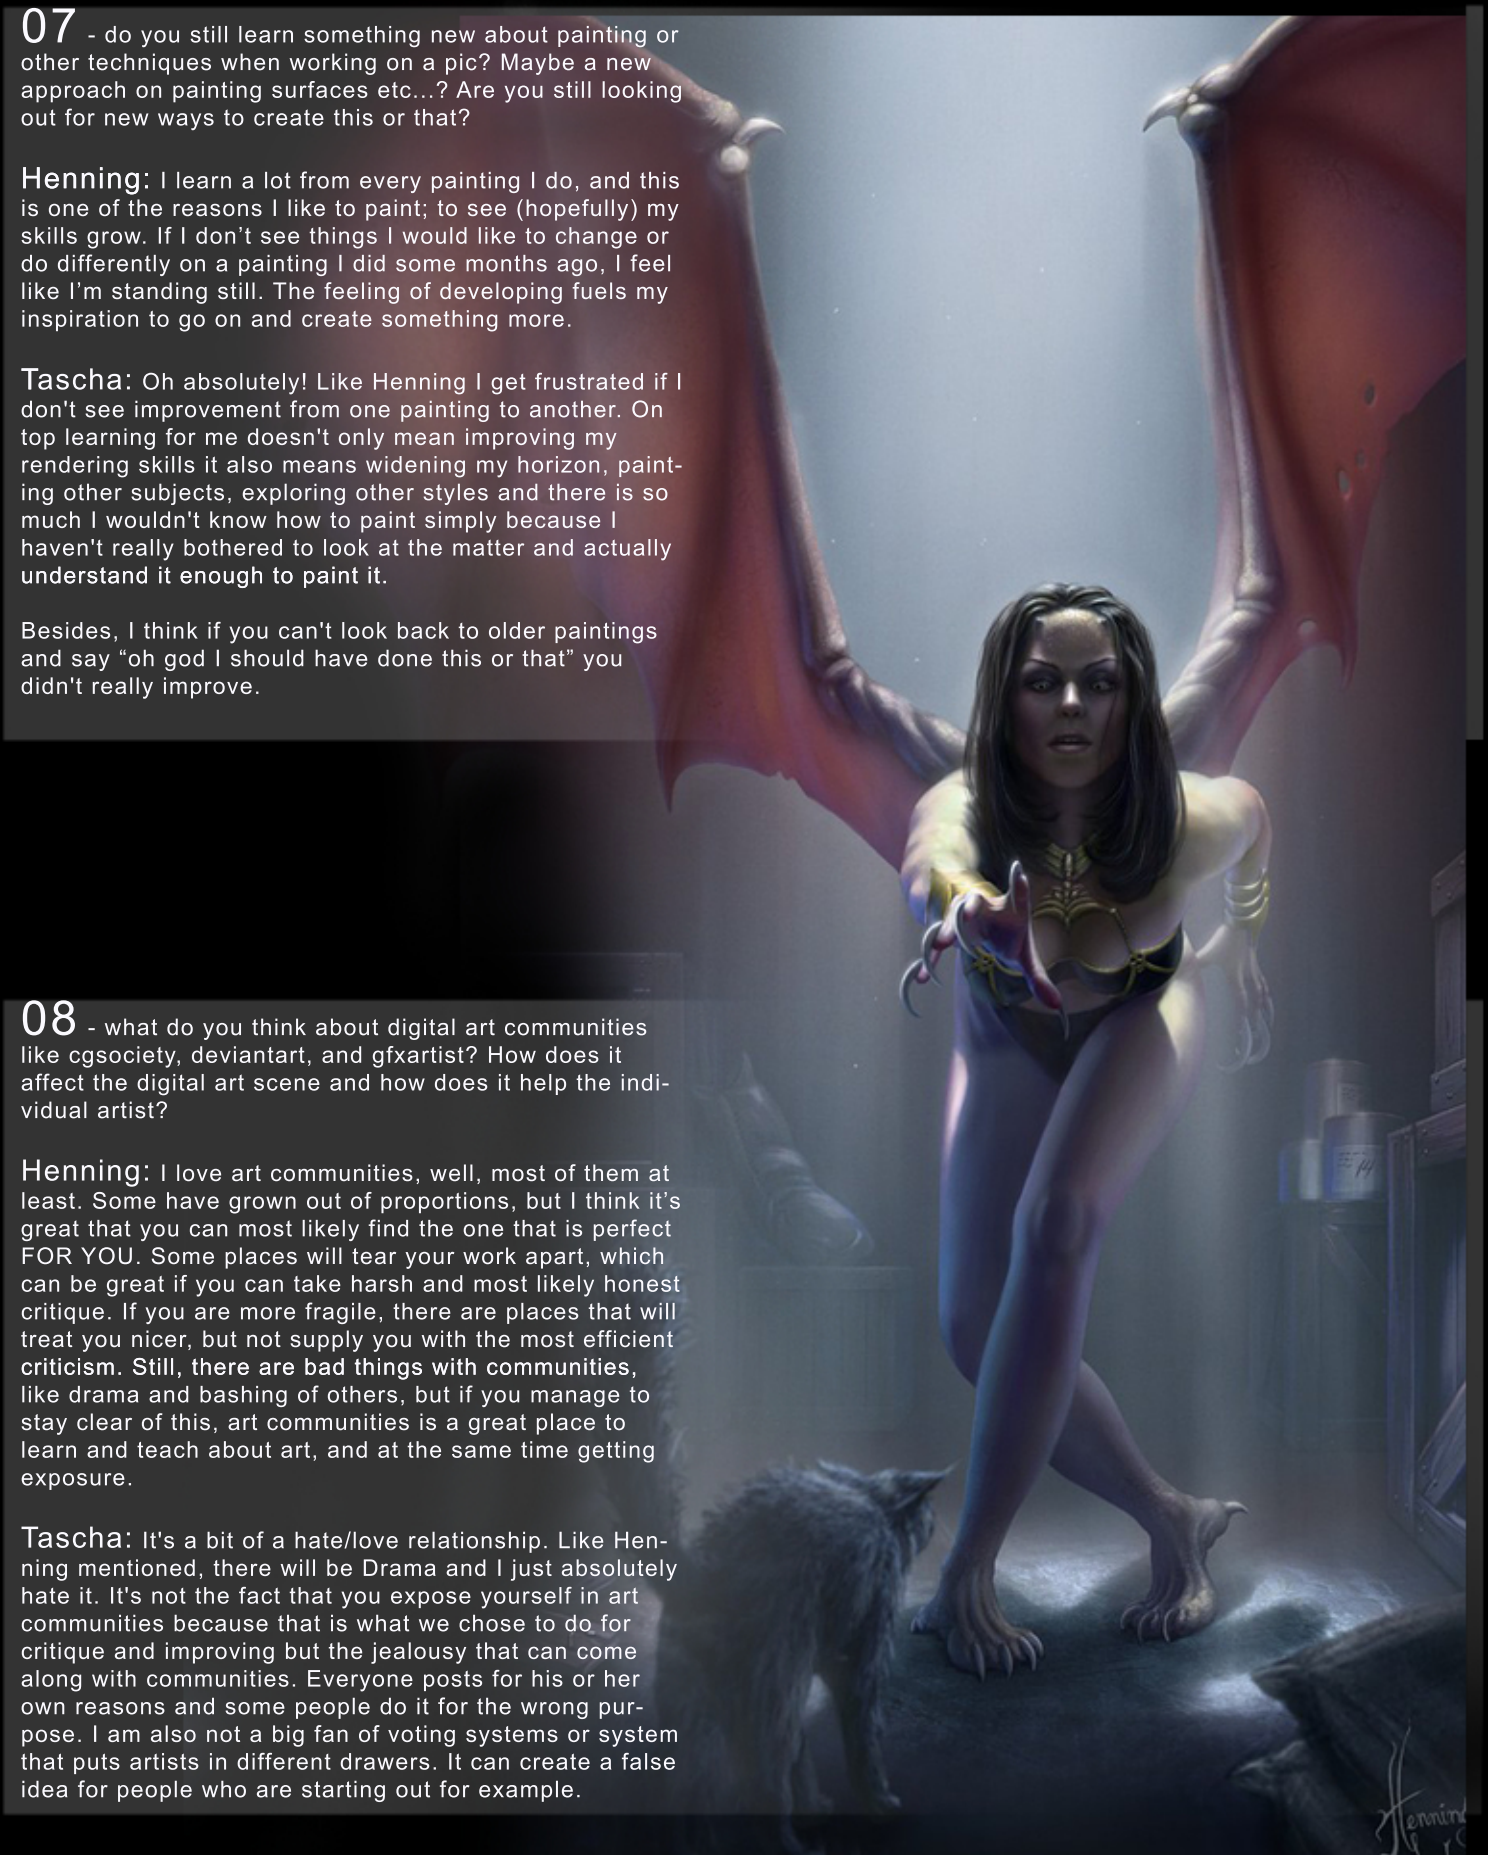 07 - do you still learn something new about painting or
other techniques when working on a pic? Maybe a new
approach on painting surfaces etc...? Are you still looking
out for new ways to create this or that?
Henning: I learn a lot from every painting I do, and this
is one of the reasons I like to paint; to see (hopefully) my
skills grow. If I don’t see things I would like to change or
do differently on a painting I did some months ago, I feel
like I’m standing still. The feeling of developing fuels my
inspiration to go on and create something more.
Tascha: Oh absolutely! Like Henning I get frustrated if I
don't see improvement from one painting to another. On
top learning for me doesn't only mean improving my
rendering skills it also means widening my horizon, paint-
ing other subjects, exploring other styles and there is so
much I wouldn't know how to paint simply because I
haven't really bothered to look at the matter and actually
understand it enough to paint it.
Besides, I think if you can't look back to older paintings
and say “oh god I should have done this or that” you
didn't really improve.
08 - what do you think about digital art communities
like cgsociety, deviantart, and gfxartist? How does it
affect the digital art scene and how does it help the indi-
vidual artist?
Henning: I love art communities, well, most of them at
least. Some have grown out of proportions, but I think it’s
great that you can most likely find the one that is perfect
FOR YOU. Some places will tear your work apart, which
can be great if you can take harsh and most likely honest
critique. If you are more fragile, there are places that will
treat you nicer, but not supply you with the most efficient
criticism. Still, there are bad things with communities,
like drama and bashing of others, but if you manage to
stay clear of this, art communities is a great place to
learn and teach about art, and at the same time getting
exposure.
Tascha: It's a bit of a hate/love relationship. Like Hen-
ning mentioned, there will be Drama and I just absolutely
hate it. It's not the fact that you expose yourself in art
communities because that is what we chose to do for
critique and improving but the jealousy that can come
along with communities. Everyone posts for his or her
own reasons and some people do it for the wrong pur-
pose. I am also not a big fan of voting systems or system
that puts artists in different drawers. It can create a false
idea for people who are starting out for example.
14
Henning